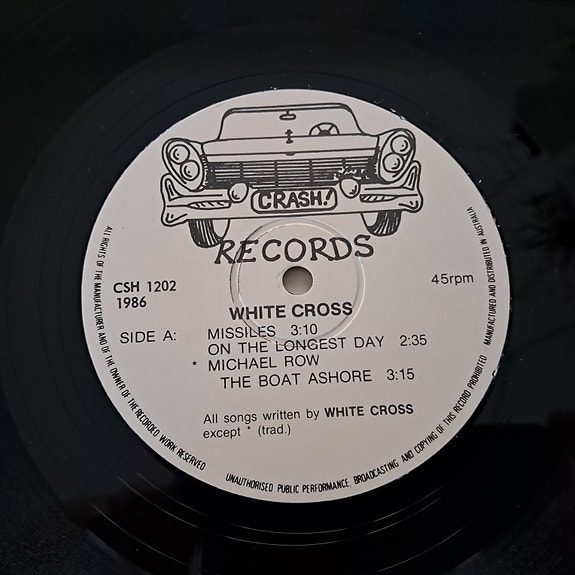 CRASH!
RECORDS
CSH 1202
1986
45rpm
WHITE CROSS
SIDE A:
MISSILES 3:10
ON THE LONGEST DAY 2:35
* MICHAEL ROW
THE BOAT ASHORE 3:15
All songs written by WHITE CROSS
except * (trad.)
ALL RIGHTS OF THE MANUFACTURER AND OF THE OWNER OF THE RECORDED WORK RESERVED
UNAUTHORISED PUBLIC PERFORMANCE, BROADCASTING AND COPYING OF THIS RECORD PROHIBITED
MANUFACTURED AND DISTRIBUTED IN AUSTRALIA